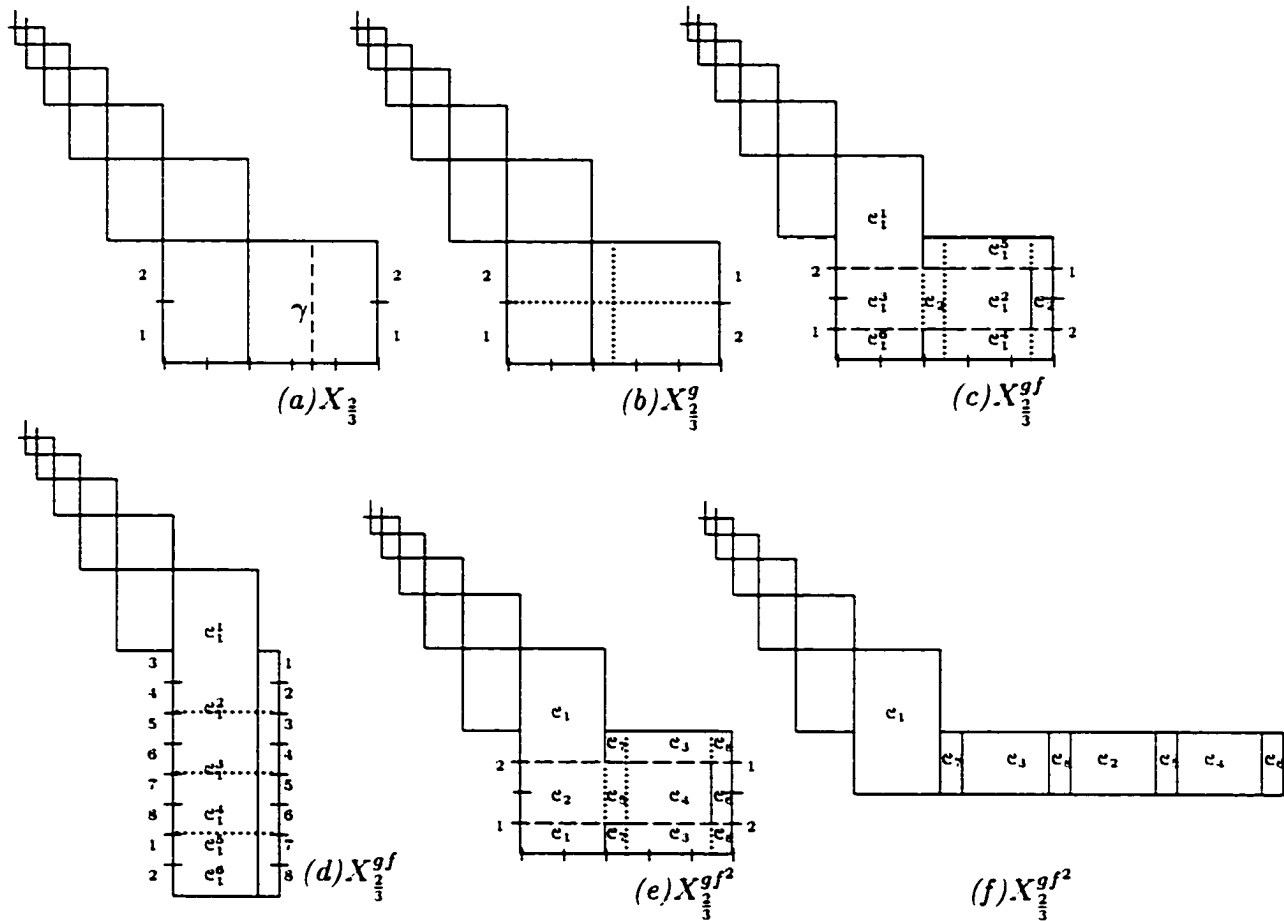 2 2
γ
1 1
(a) X_{2/3}
2 1
1 2
(b) X^g_{2/3}
e_1^1
e_1^5
2 1
e_1^3 e_2 e_1^2
1 2
e_1^6 e_1^4
(c) X^{gf}_{2/3}
e_1^1
3 1
4 2
e_1^2
5 3
6 4
e_1^3
7 5
8 e_1^4 6
1 e_1^5 7
2 e_1^6 8
(d) X^{gf}_{2/3}
e_1
e_3
2 1
e_2 e_4
1 2
e_1 e_3
(e) X^{gf^2}_{2/3}
e_1
e_3 e_2 e_4
(f) X^{gf^2}_{2/3}